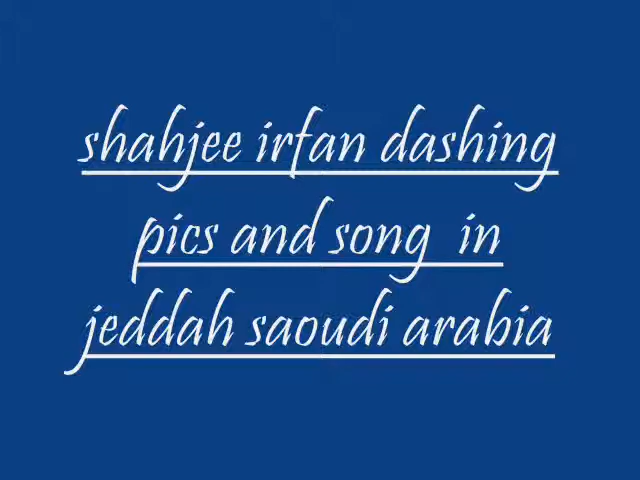 shahjee irfan dashing
pics and song in
jeddah saoudi arabia